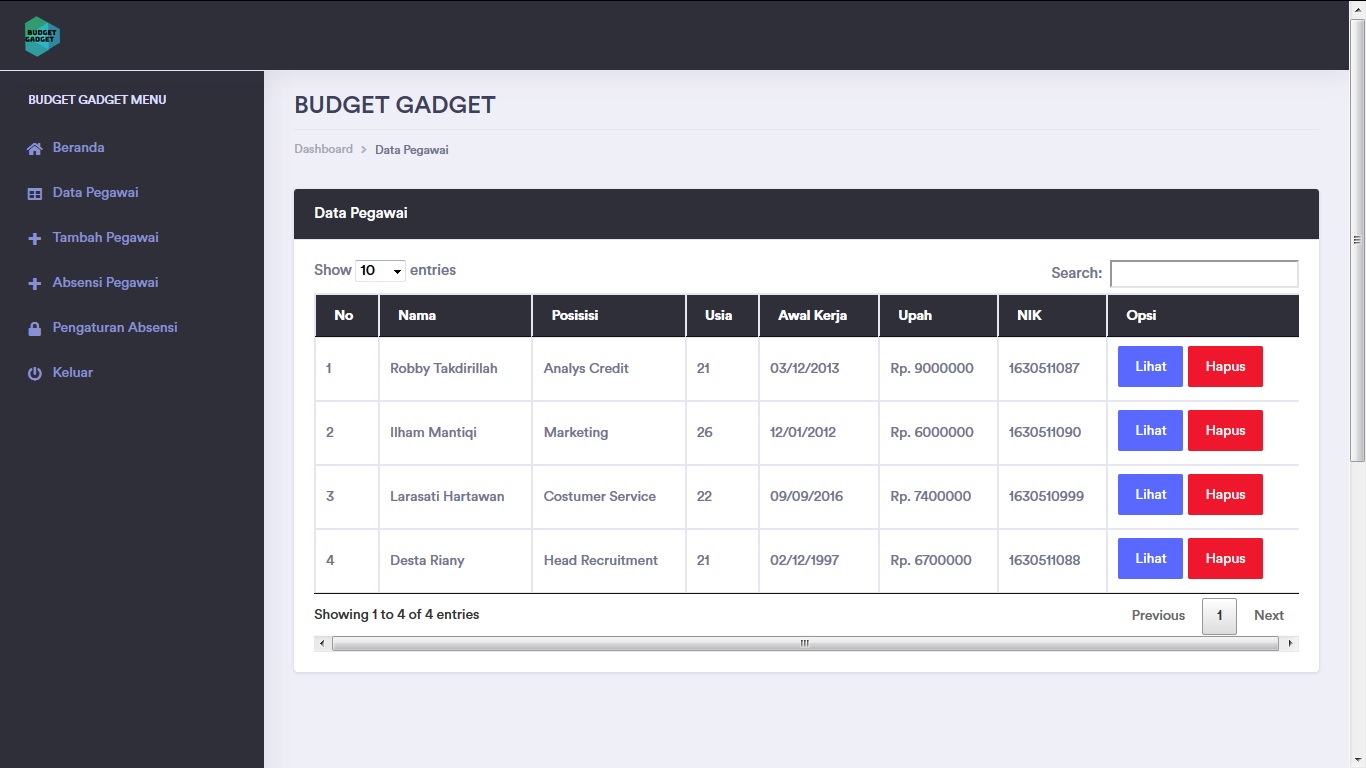 BUDGET
GADGET
BUDGET GADGET MENU
Beranda
Data Pegawai
Tambah Pegawai
Absensi Pegawai
Pengaturan Absensi
Keluar
BUDGET GADGET
Dashboard > Data Pegawai
Data Pegawai
Show 10 entries Search:
No Nama Posisisi Usia Awal Kerja Upah NIK Opsi
1 Robby Takdirillah Analys Credit 21 03/12/2013 Rp. 9000000 1630511087 Lihat Hapus
2 Ilham Mantiqi Marketing 26 12/01/2012 Rp. 6000000 1630511090 Lihat Hapus
3 Larasati Hartawan Costumer Service 22 09/09/2016 Rp. 7400000 1630510999 Lihat Hapus
4 Desta Riany Head Recruitment 21 02/12/1997 Rp. 6700000 1630511088 Lihat Hapus
Showing 1 to 4 of 4 entries Previous 1 Next